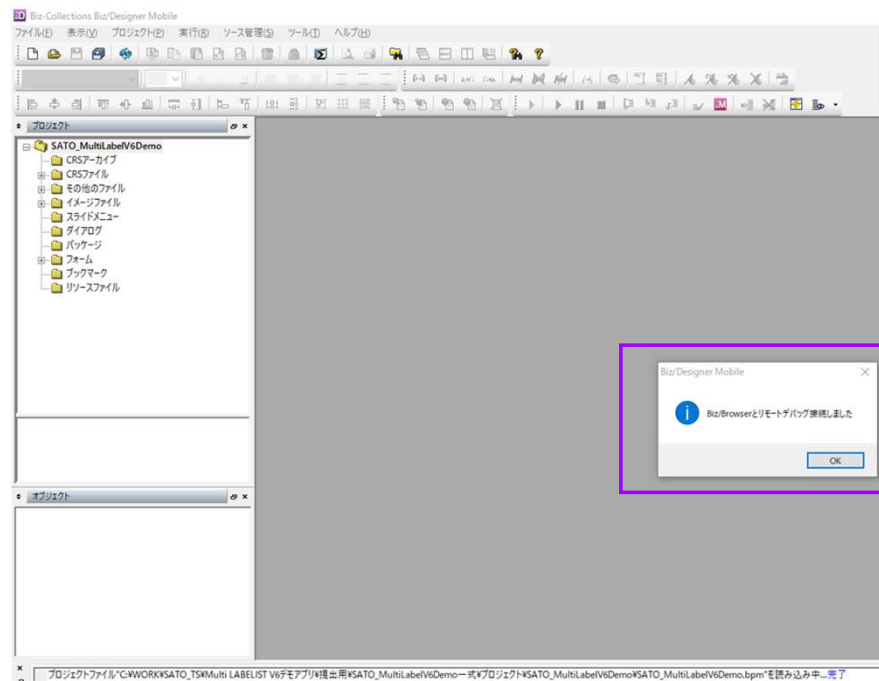 Biz-Collections Biz/Designer Mobile
ファイル(F) 表示(V) プロジェクト(P) 実行(R) ソース管理(S) ツール(T) ヘルプ(H)
プロジェクト
SATO_MultiLabelV6Demo
CRSアーカイブ
CRSファイル
その他のファイル
イメージファイル
スライドメニュー
ダイアログ
パッケージ
フォーム
ブックマーク
リソースファイル
Biz/Designer Mobile
Biz/Browserとリモートデバッグ接続しました
OK
オブジェクト
プロジェクトファイル"C:¥WORK¥SATO_TS¥Multi LABELIST V6デモアプリ¥提出用¥SATO_MultiLabelV6Demo一式¥プロジェクト¥SATO_MultiLabelV6Demo¥SATO_MultiLabelV6Demo.bpm"を読み込み中...完了